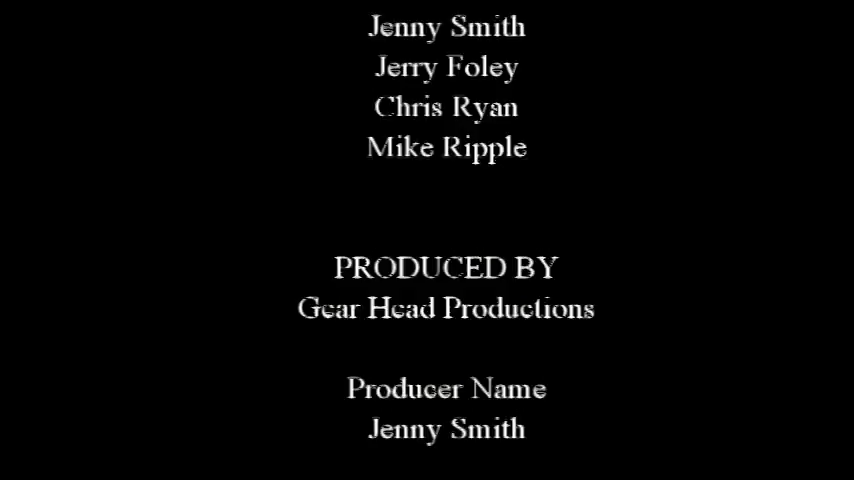 Jenny Smith
Jerry Foley
Chris Ryan
Mike Ripple
PRODUCED BY
Gear Head Productions
Producer Name
Jenny Smith